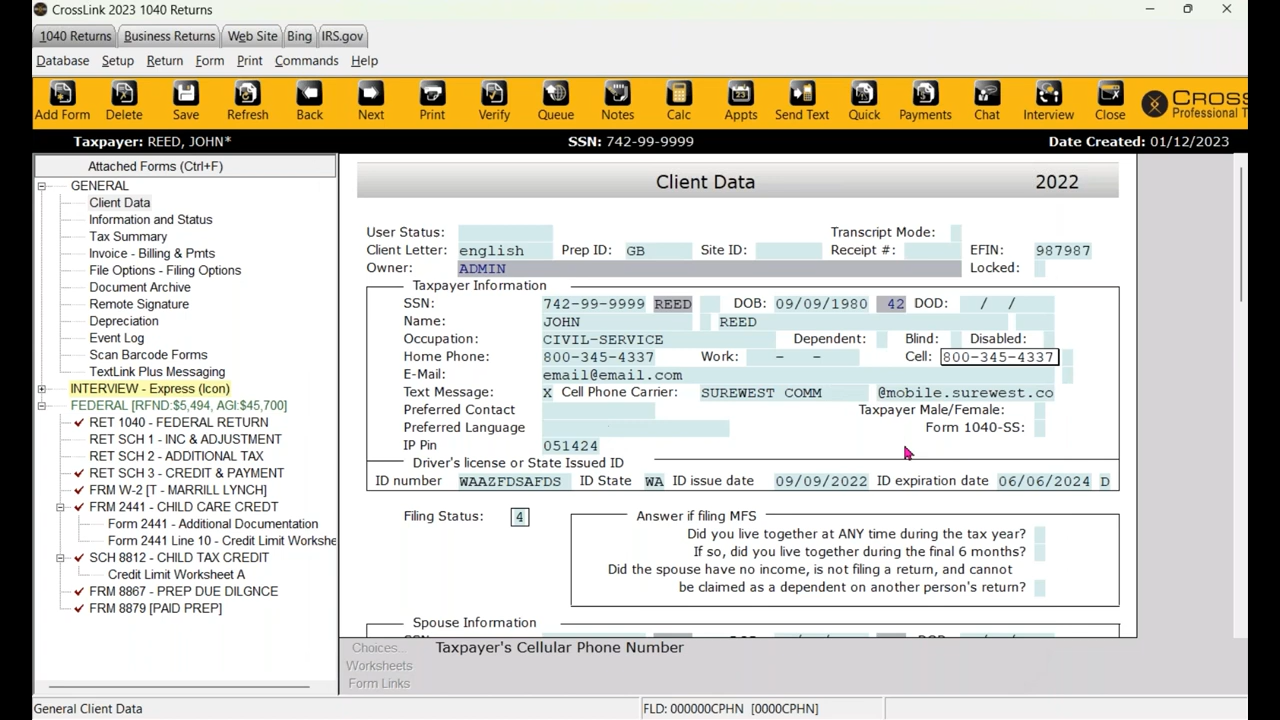 CrossLink 2023 1040 Returns
1040 Returns Business Returns Web Site Bing IRS.gov
Database Setup Return Form Print Commands Help
Add Form Delete Save Refresh Back Next Print Verify Queue Notes Calc Appts Send Text Quick Payments Chat Interview Close
CROSS
Professional T
Taxpayer: REED, JOHN* SSN: 742-99-9999 Date Created: 01/12/2023
Attached Forms (Ctrl+F)
GENERAL
Client Data
Information and Status
Tax Summary
Invoice - Billing & Pmts
File Options - Filing Options
Document Archive
Remote Signature
Depreciation
Event Log
Scan Barcode Forms
TextLink Plus Messaging
INTERVIEW - Express (Icon)
FEDERAL [RFND:$5,494, AGI:$45,700]
RET 1040 - FEDERAL RETURN
RET SCH 1 - INC & ADJUSTMENT
RET SCH 2 - ADDITIONAL TAX
RET SCH 3 - CREDIT & PAYMENT
FRM W-2 [T - MARRILL LYNCH]
FRM 2441 - CHILD CARE CREDT
Form 2441 - Additional Documentation
Form 2441 Line 10 - Credit Limit Workshe
SCH 8812 - CHILD TAX CREDIT
Credit Limit Worksheet A
FRM 8867 - PREP DUE DILGNCE
FRM 8879 [PAID PREP]
Client Data 2022
User Status: Transcript Mode:
Client Letter: english Prep ID: GB Site ID: Receipt #: EFIN: 987987
Owner: ADMIN Locked:
Taxpayer Information
SSN: 742-99-9999 REED DOB: 09/09/1980 42 DOD: / /
Name: JOHN REED
Occupation: CIVIL-SERVICE Dependent: Blind: Disabled:
Home Phone: 800-345-4337 Work: - - Cell: 800-345-4337
E-Mail: email@email.com
Text Message: X Cell Phone Carrier: SUREWEST COMM @mobile.surewest.co
Preferred Contact Taxpayer Male/Female:
Preferred Language Form 1040-SS:
IP Pin 051424
Driver's license or State Issued ID
ID number WAAZFDSAFDS ID State WA ID issue date 09/09/2022 ID expiration date 06/06/2024 D
Filing Status: 4 Answer if filing MFS
Did you live together at ANY time during the tax year?
If so, did you live together during the final 6 months?
Did the spouse have no income, is not filing a return, and cannot
be claimed as a dependent on another person's return?
Spouse Information
Choices... Taxpayer's Cellular Phone Number
Worksheets
Form Links
General Client Data FLD: 000000CPHN [0000CPHN]